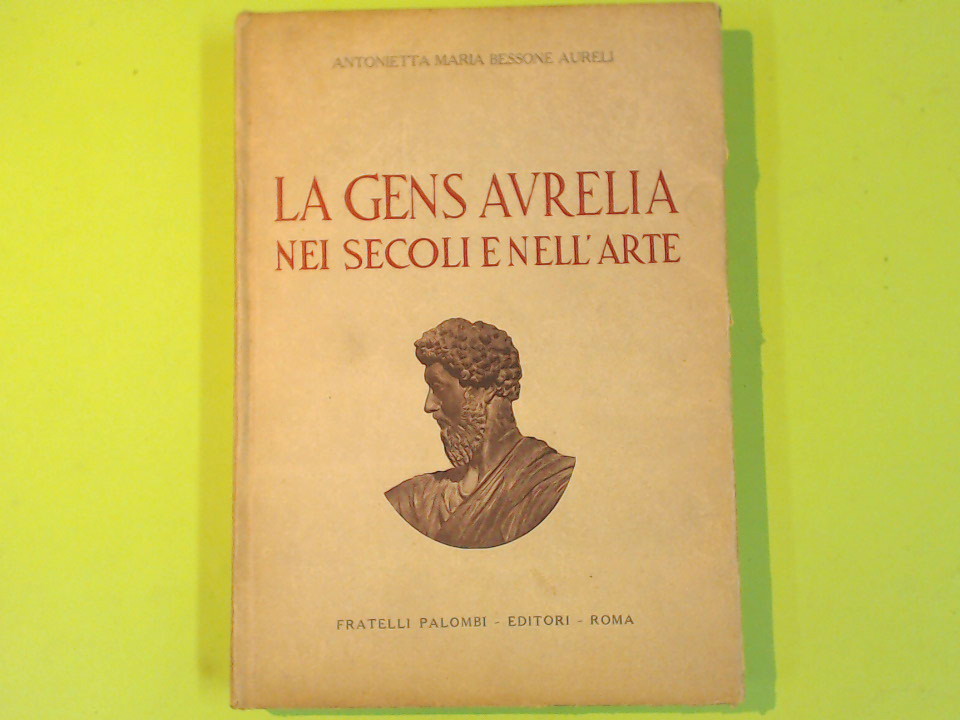 ANTONIETTA MARIA BESSONE AURELI
LA GENS AVRELIA
NEI SECOLI E NELL'ARTE
FRATELLI PALOMBI - EDITORI - ROMA